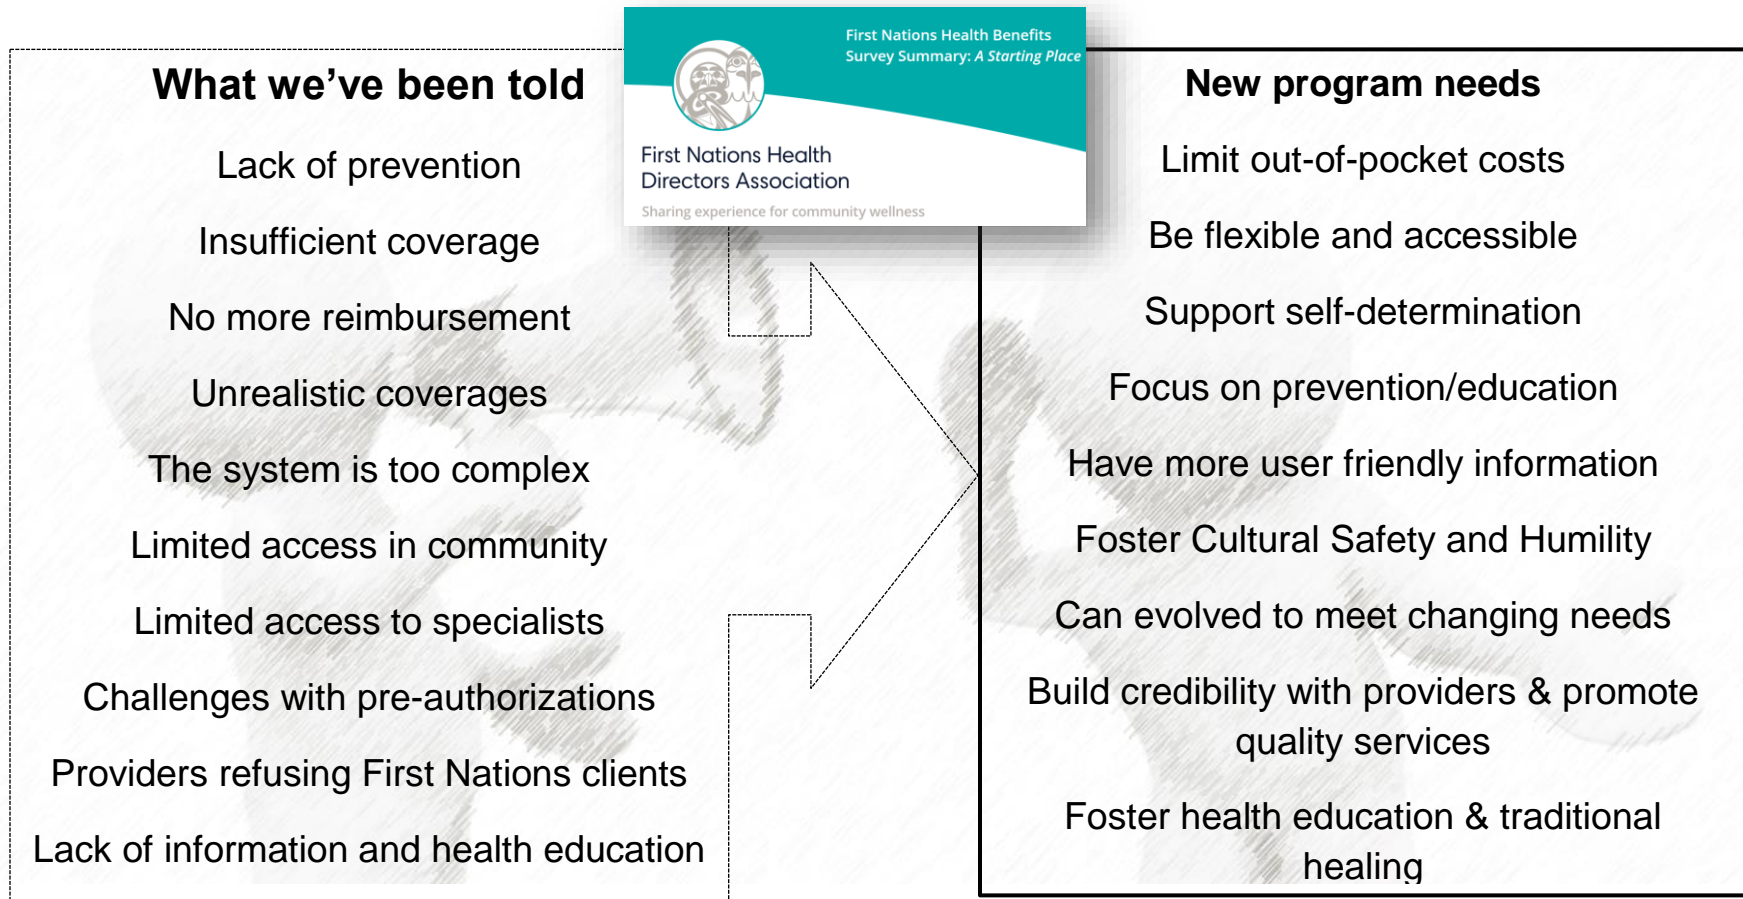 First Nations Health Benefits
Survey Summary: A Starting Place
First Nations Health
Directors Association
Sharing experience for community wellness
What we've been told
Lack of prevention
Insufficient coverage
No more reimbursement
Unrealistic coverages
The system is too complex
Limited access in community
Limited access to specialists
Challenges with pre-authorizations
Providers refusing First Nations clients
Lack of information and health education
New program needs
Limit out-of-pocket costs
Be flexible and accessible
Support self-determination
Focus on prevention/education
Have more user friendly information
Foster Cultural Safety and Humility
Can evolved to meet changing needs
Build credibility with providers & promote
quality services
Foster health education & traditional
healing